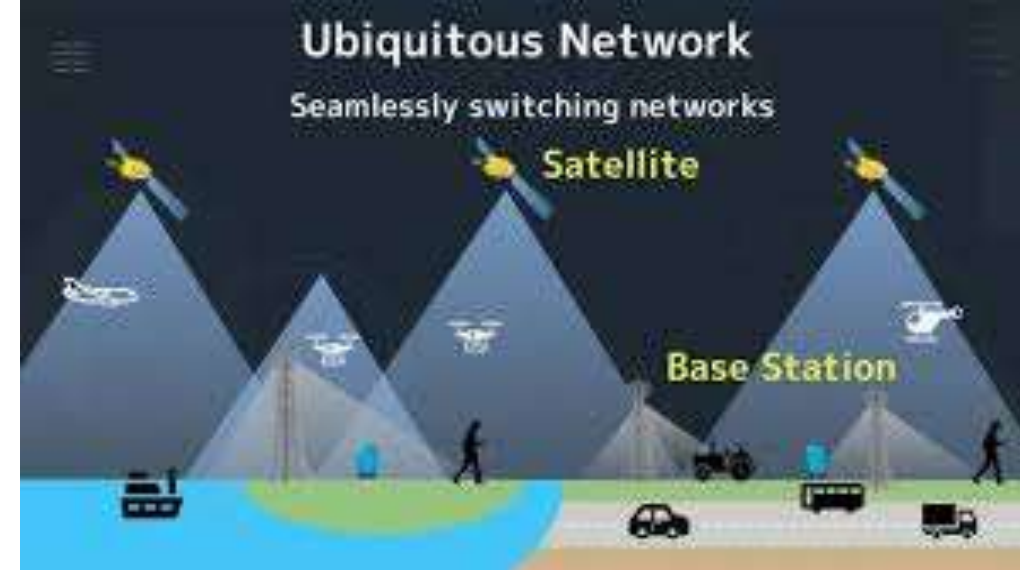 Ubiquitous Network
Seamlessly switching networks
Satellite
Base Station